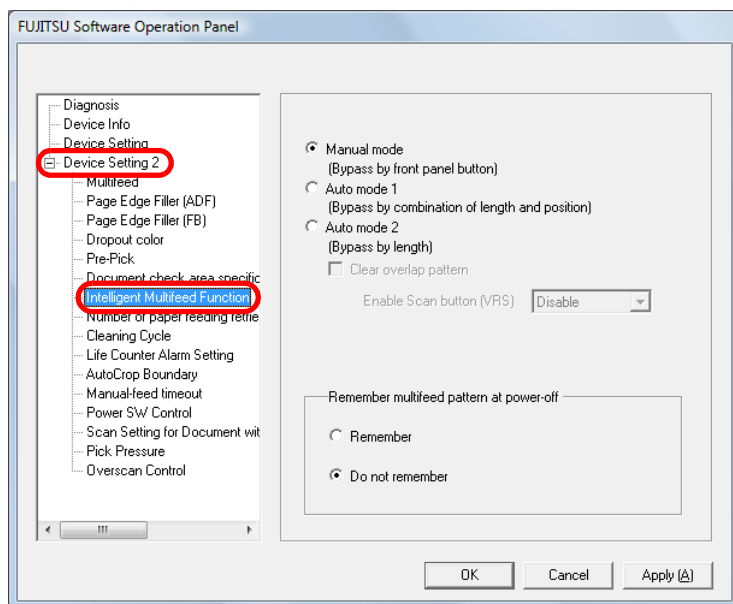 FUJITSU Software Operation Panel
Diagnosis
Device Info
Device Setting
Device Setting 2
Multifeed
Page Edge Filler (ADF)
Page Edge Filler (FB)
Dropout color
Pre-Pick
Document check area specific
Intelligent Multifeed Function
Number of paper feeding retrie
Cleaning Cycle
Life Counter Alarm Setting
AutoCrop Boundary
Manual-feed timeout
Power SW Control
Scan Setting for Document wit
Pick Pressure
Overscan Control
Manual mode
(Bypass by front panel button)
Auto mode 1
(Bypass by combination of length and position)
Auto mode 2
(Bypass by length)
Clear overlap pattern
Enable Scan button (VRS) Disable
Remember multifeed pattern at power-off
Remember
Do not remember
OK Cancel Apply (A)